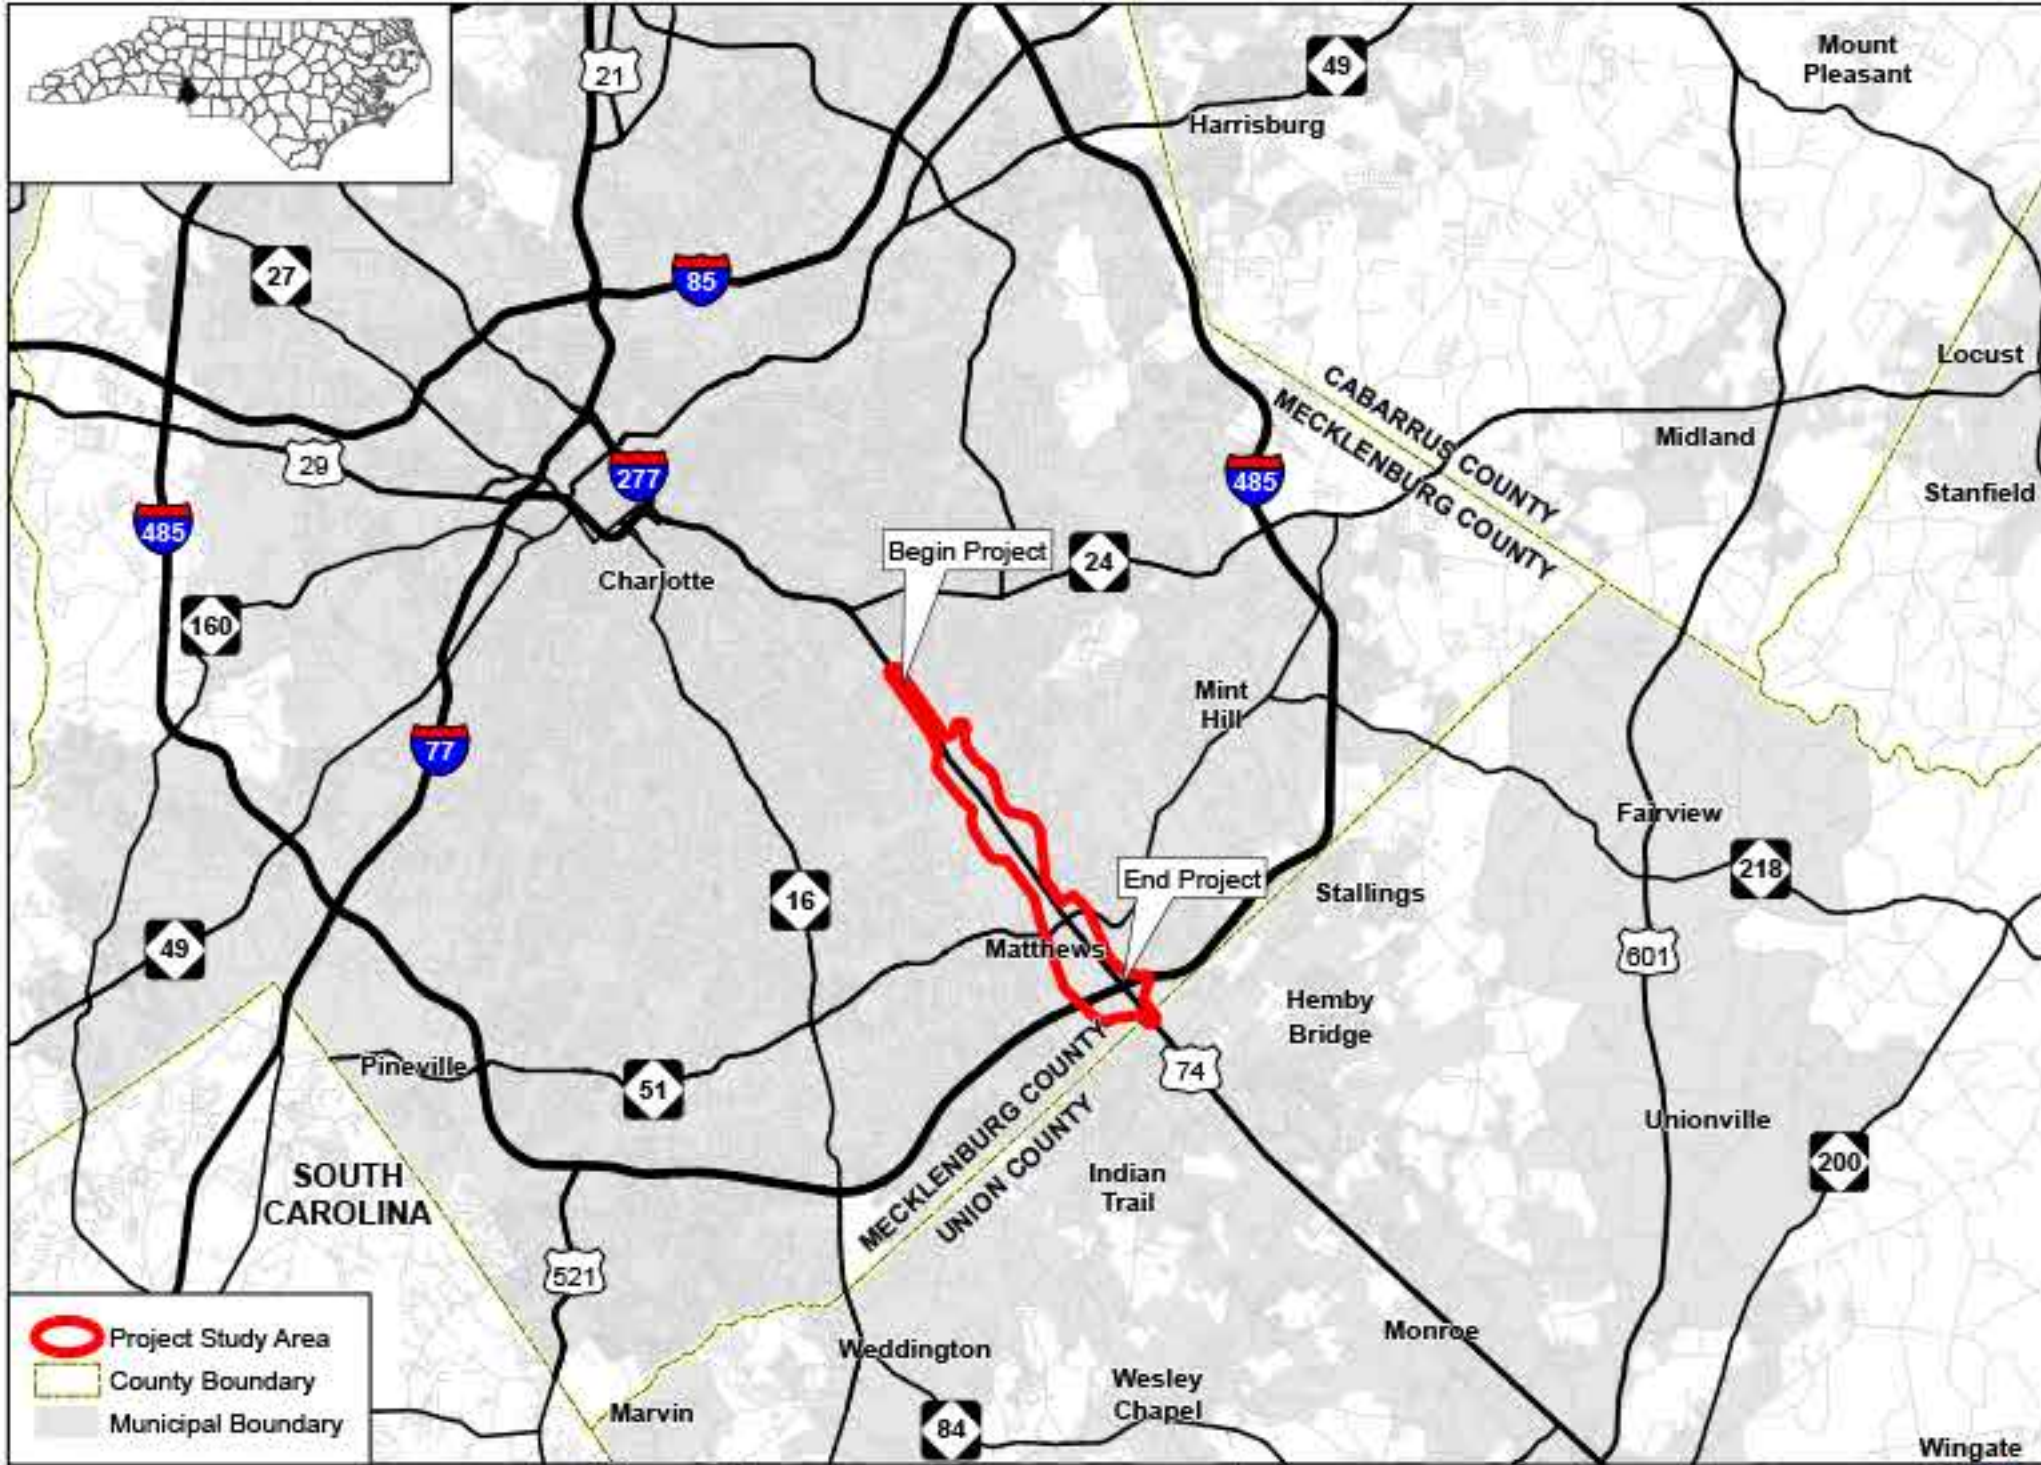 21
49
Mount
Pleasant
Harrisburg
27
85
Locust
CABARRUS COUNTY
MECKLENBURG COUNTY
Midland
29
277
485
Stanfield
485
Begin Project
24
Charlotte
160
Mint
Hill
77
Fairview
End Project
218
16
Stallings
49
Matthews
601
Hemby
Bridge
Pineville
51
74
MECKLENBURG COUNTY
UNION COUNTY
Unionville
SOUTH
CAROLINA
Indian
Trail
200
521
Project Study Area
County Boundary
Municipal Boundary
Weddington
Monroe
Wesley
Chapel
Marvin
84
Wingate